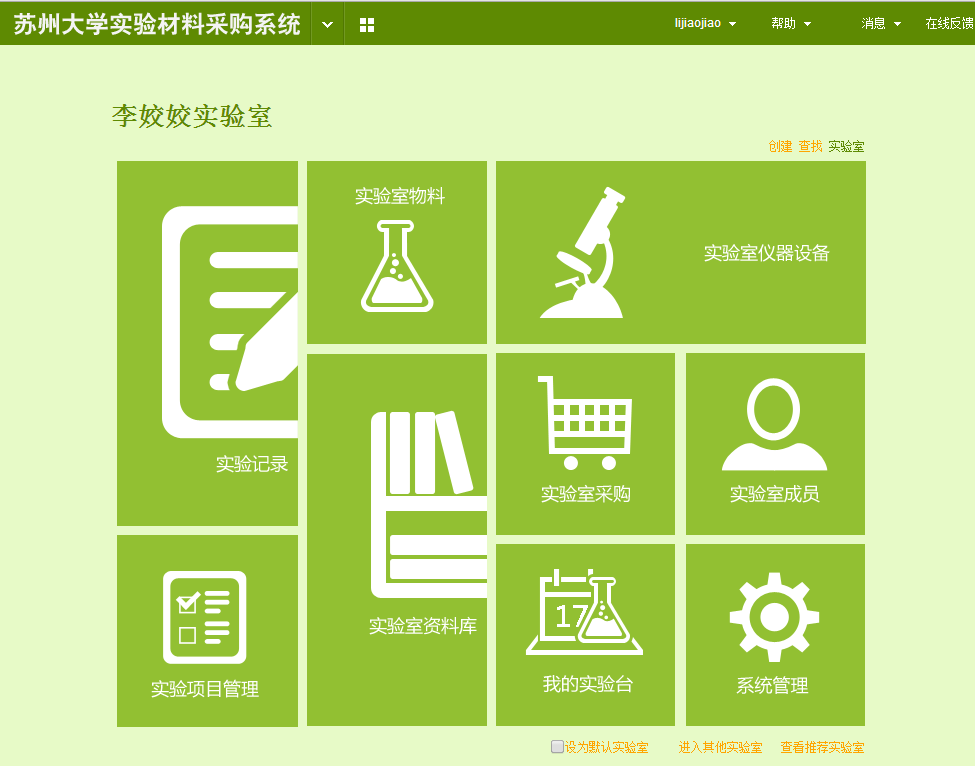 苏州大学实验材料采购系统
lijiaojiao 帮助 消息 在线反馈
李姣姣实验室
创建 查找 实验室
实验记录
实验室物料
实验室仪器设备
实验室资料库
实验室采购
实验室成员
实验项目管理
17
我的实验台
系统管理
设为默认实验室 进入其他实验室 查看推荐实验室